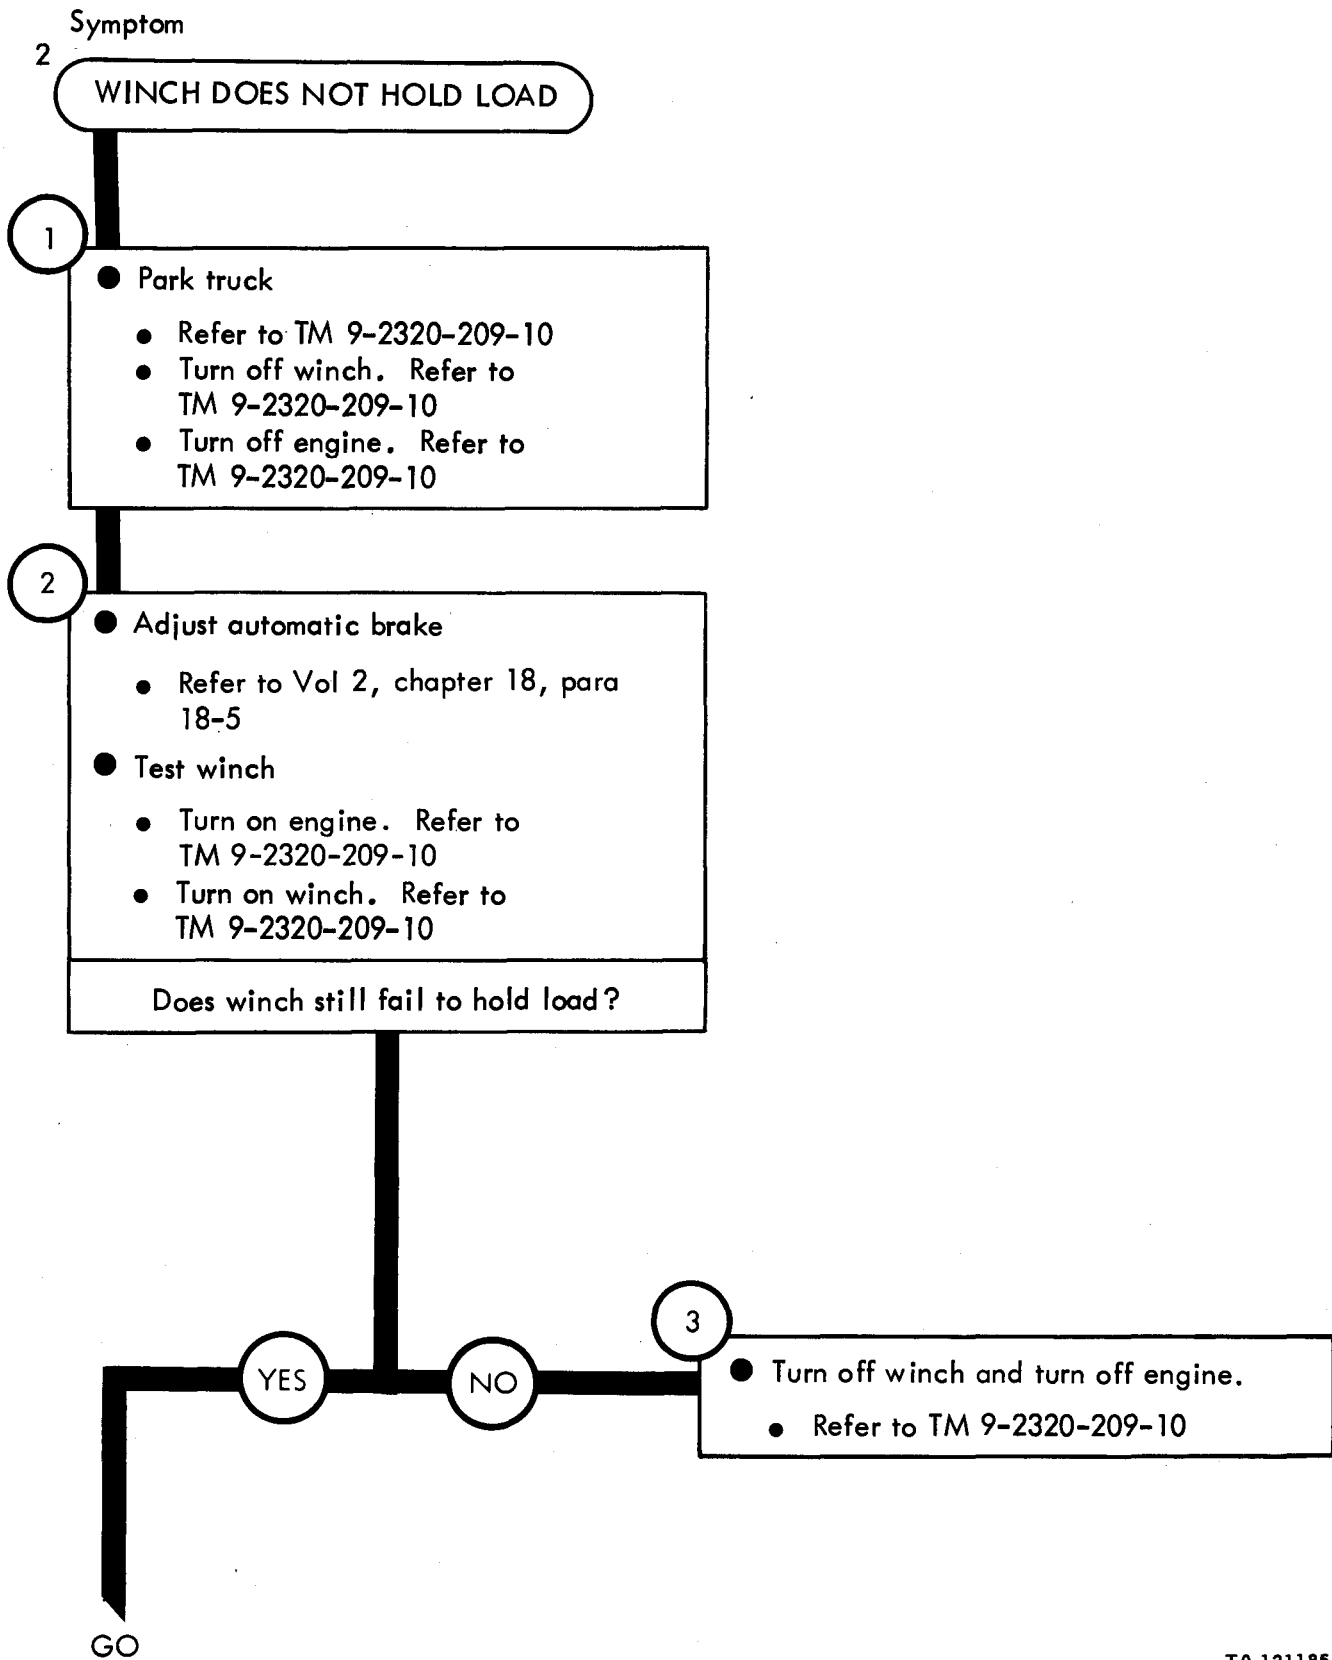 Symptom
2
WINCH DOES NOT HOLD LOAD
1
● Park truck
● Refer to TM 9-2320-209-10
● Turn off winch. Refer to
TM 9-2320-209-10
● Turn off engine. Refer to
TM 9-2320-209-10
2
● Adjust automatic brake
● Refer to Vol 2, chapter 18, para
18-5
● Test winch
● Turn on engine. Refer to
TM 9-2320-209-10
● Turn on winch. Refer to
TM 9-2320-209-10
Does winch still fail to hold load?
3
● Turn off winch and turn off engine.
● Refer to TM 9-2320-209-10
YES
NO
GO
TA 121185